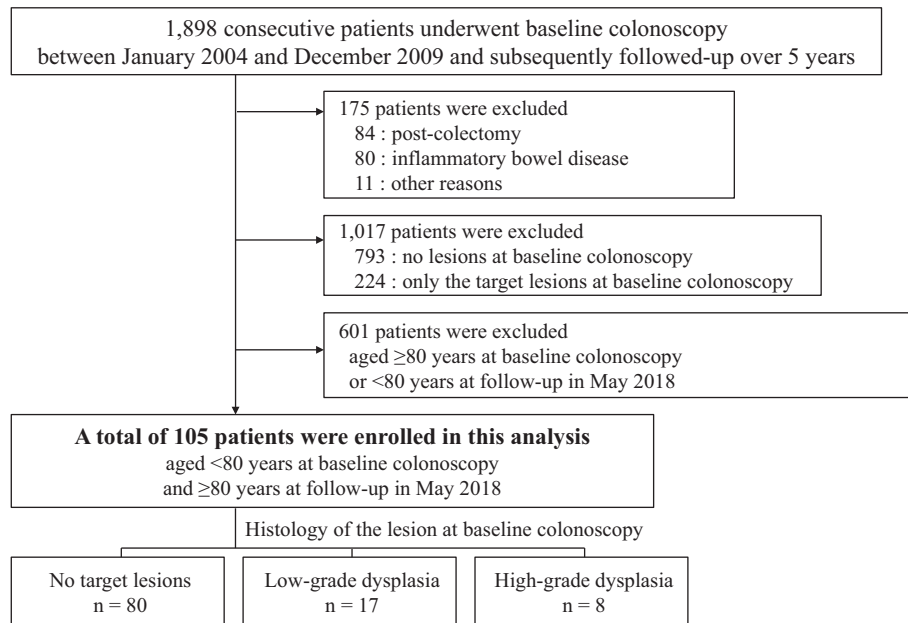 1,898 consecutive patients underwent baseline colonoscopy
between January 2004 and December 2009 and subsequently followed-up over 5 years
175 patients were excluded
84 : post-colectomy
80 : inflammatory bowel disease
11 : other reasons
1,017 patients were excluded
793 : no lesions at baseline colonoscopy
224 : only the target lesions at baseline colonoscopy
601 patients were excluded
aged ≥80 years at baseline colonoscopy
or <80 years at follow-up in May 2018
A total of 105 patients were enrolled in this analysis
aged <80 years at baseline colonoscopy
and ≥80 years at follow-up in May 2018
Histology of the lesion at baseline colonoscopy
No target lesions
n = 80
Low-grade dysplasia
n = 17
High-grade dysplasia
n = 8